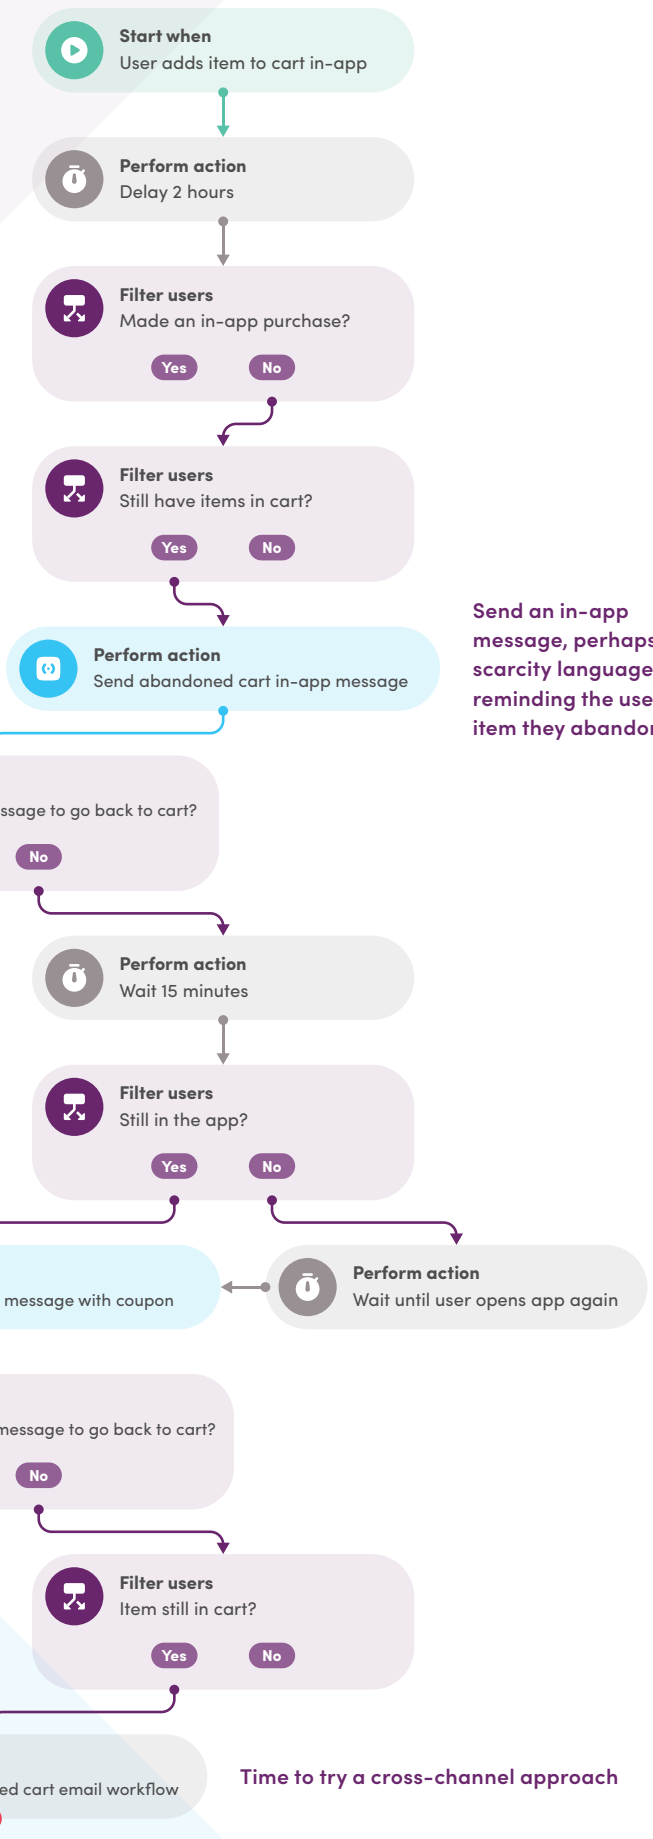 Start when
User adds item to cart in-app
Perform action
Delay 2 hours
Filter users
Made an in-app purchase?
Yes No
Filter users
Still have items in cart?
Yes No
Perform action
Send abandoned cart in-app message
Send an in-app
message, perhaps
scarcity language
reminding the use
item they abandon
ssage to go back to cart?
No
Perform action
Wait 15 minutes
Filter users
Still in the app?
Yes No
message with coupon
Perform action
Wait until user opens app again
message to go back to cart?
No
Filter users
Item still in cart?
Yes No
ed cart email workflow
Time to try a cross-channel approach